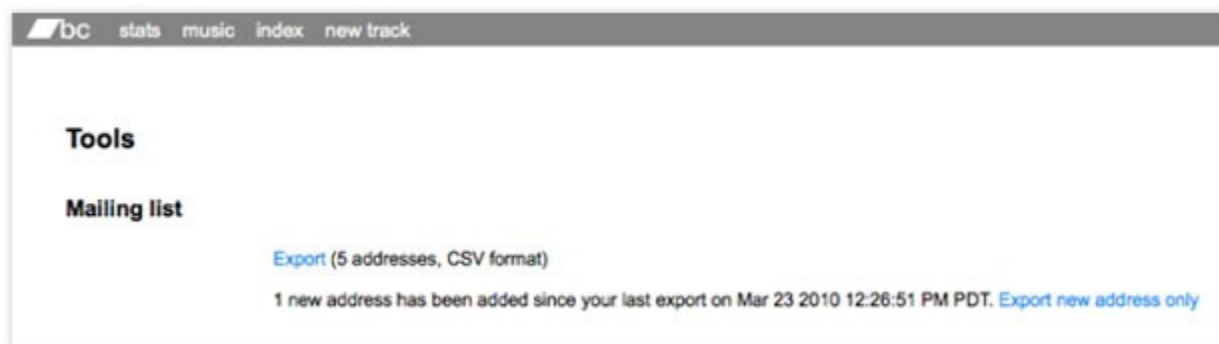 bc stats music index new track
Tools
Mailing list
Export (5 addresses, CSV format)
1 new address has been added since your last export on Mar 23 2010 12:26:51 PM PDT. Export new address only